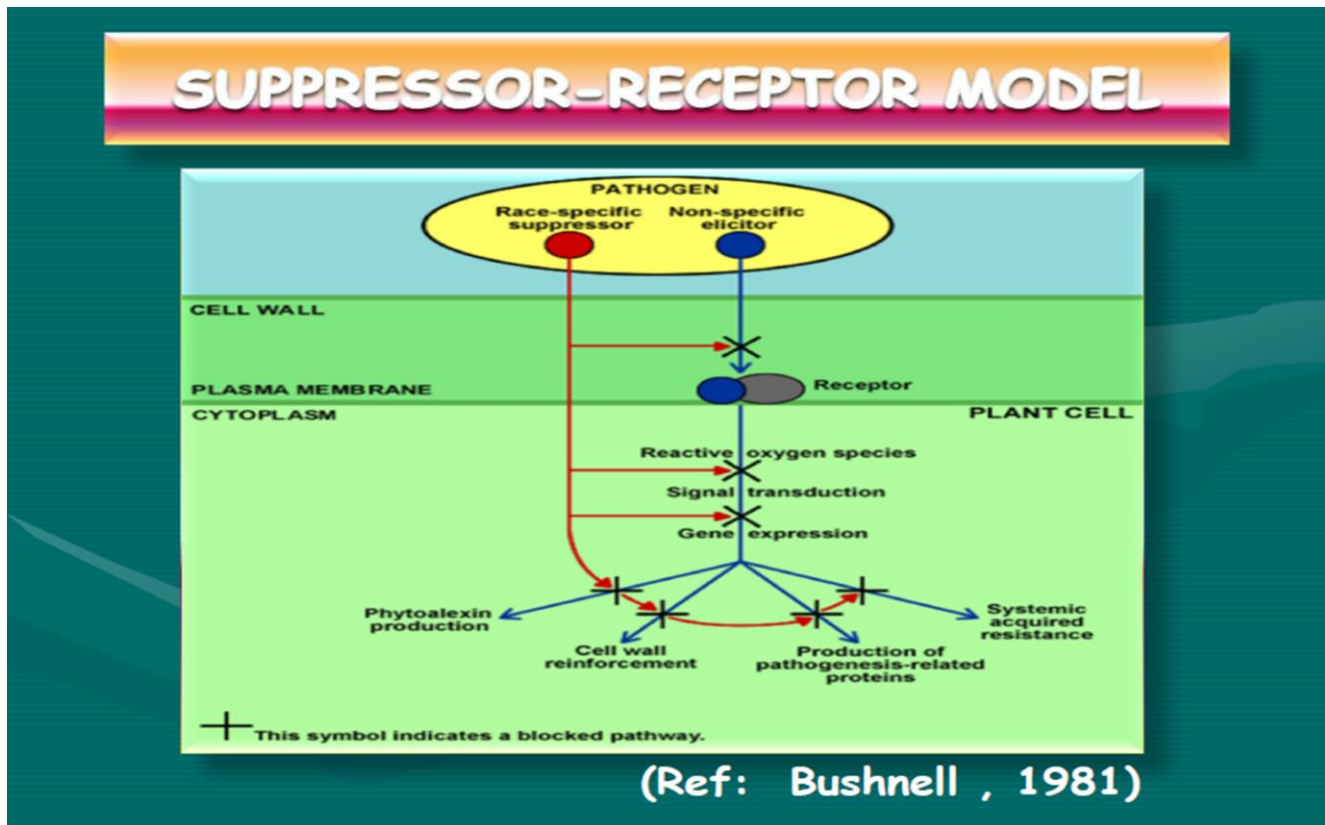 SUPPRESSOR-RECEPTOR MODEL
PATHOGEN
Race-specific
suppressor
Non-specific
elicitor
CELL WALL
PLASMA MEMBRANE
Receptor
CYTOPLASM
PLANT CELL
Reactive oxygen species
Signal transduction
Gene expression
Phytoalexin
production
Cell wall
reinforcement
Production of
pathogenesis-related
proteins
Systemic
acquired
resistance
This symbol indicates a blocked pathway.
(Ref: Bushnell , 1981)